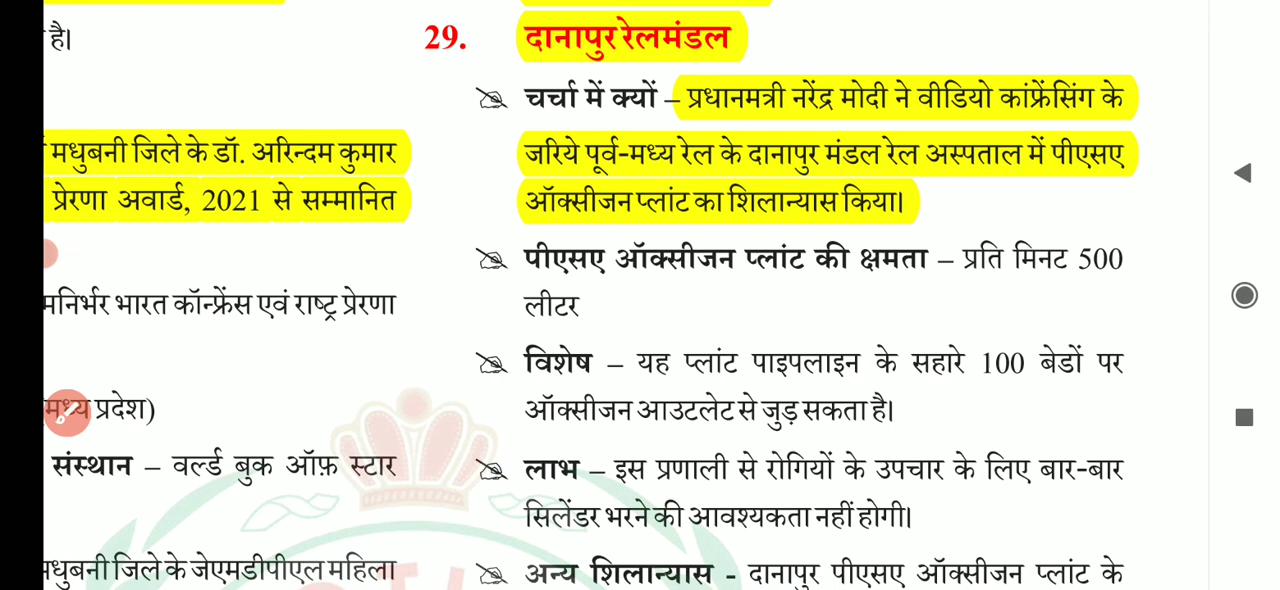 है।
मधुबनी जिले के डॉ. अरिन्दम कुमार
प्रेरणा अवार्ड, 2021 से सम्मानित
मनिर्भर भारत कॉन्फ्रेंस एवं राष्ट्र प्रेरणा
मध्य प्रदेश)
संस्थान – वर्ल्ड बुक ऑफ़ स्टार
मधुबनी जिले के जेएमडीपीएल महिला
29. दानापुर रेलमंडल
चर्चा में क्यों – प्रधानमंत्री नरेंद्र मोदी ने वीडियो कांफ्रेंसिंग के
जरिये पूर्व-मध्य रेल के दानापुर मंडल रेल अस्पताल में पीएसए
ऑक्सीजन प्लांट का शिलान्यास किया।
पीएसए ऑक्सीजन प्लांट की क्षमता – प्रति मिनट 500
लीटर
विशेष – यह प्लांट पाइपलाइन के सहारे 100 बेडों पर
ऑक्सीजन आउटलेट से जुड़ सकता है।
लाभ – इस प्रणाली से रोगियों के उपचार के लिए बार-बार
सिलेंडर भरने की आवश्यकता नहीं होगी।
अन्य शिलान्यास - दानापुर पीएसए ऑक्सीजन प्लांट के